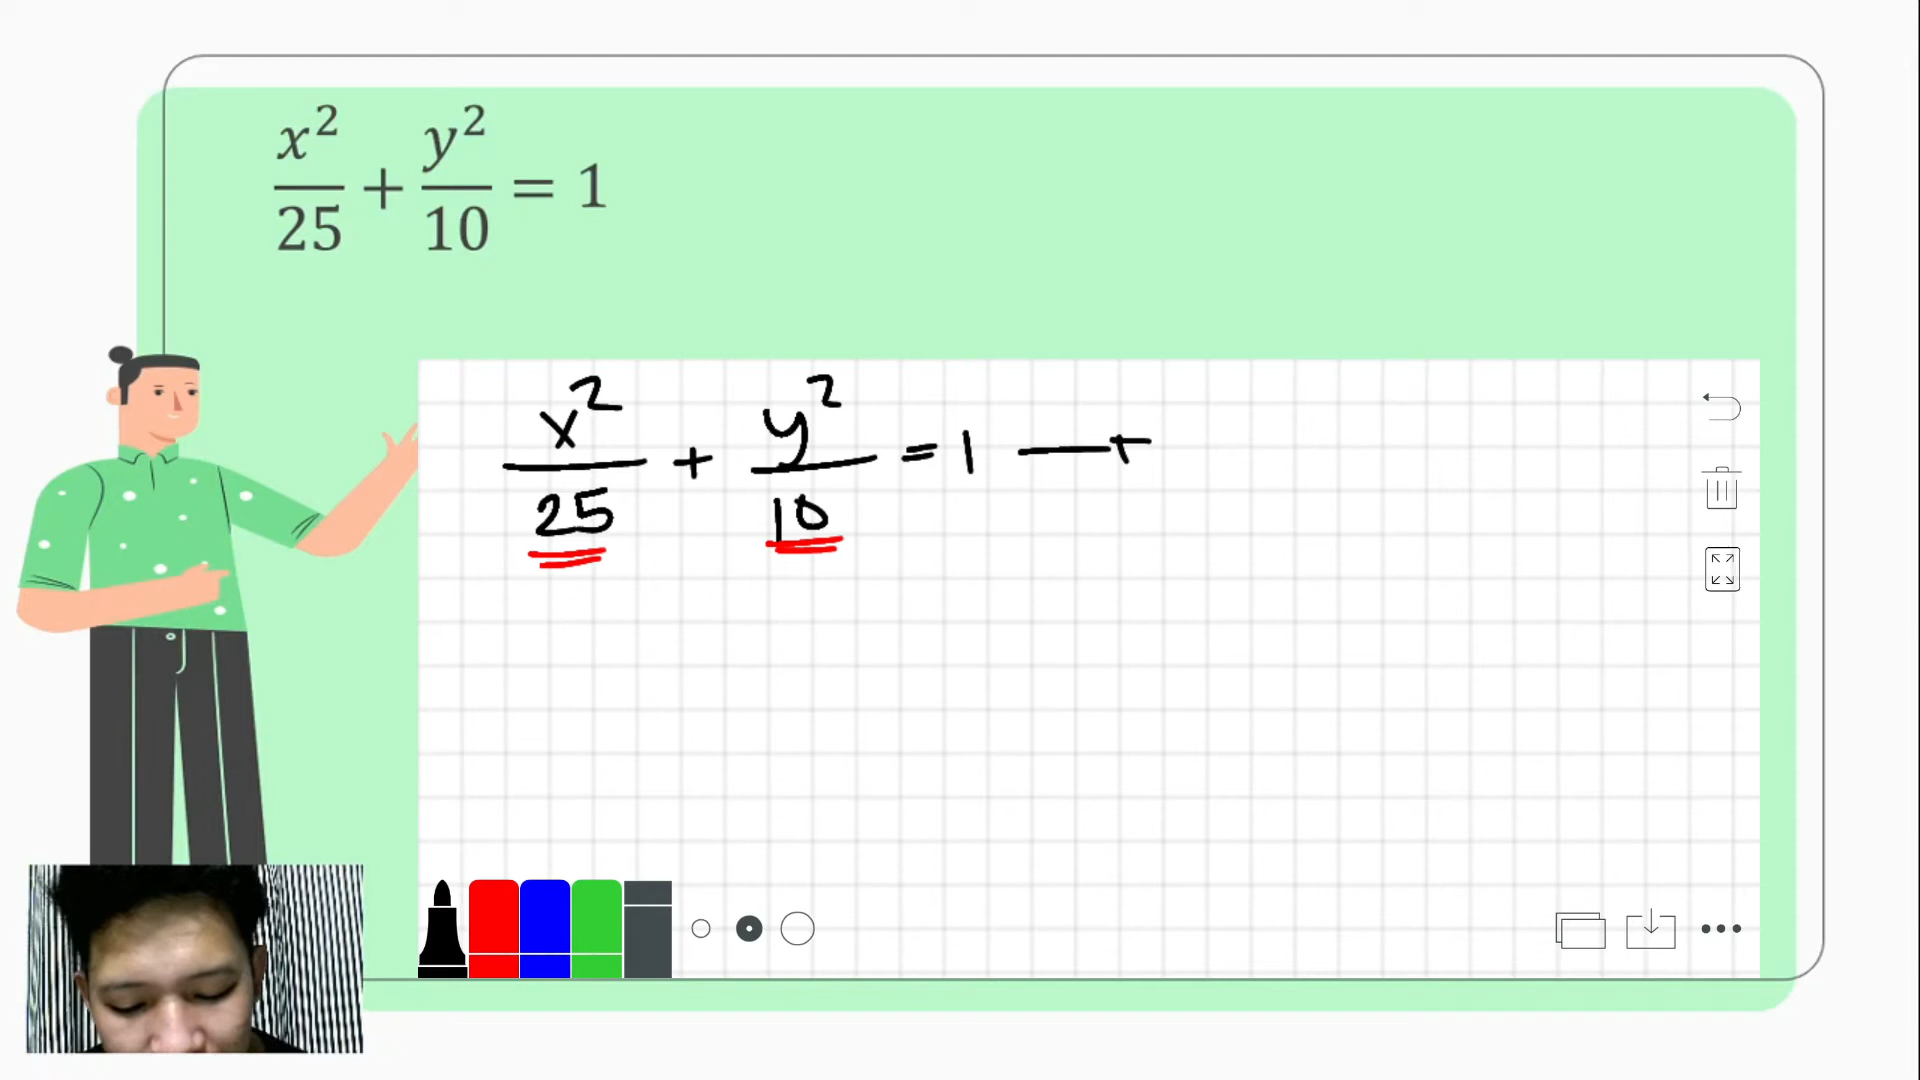 x²/25 + y²/10 = 1
x²/25 + y²/10 = 1